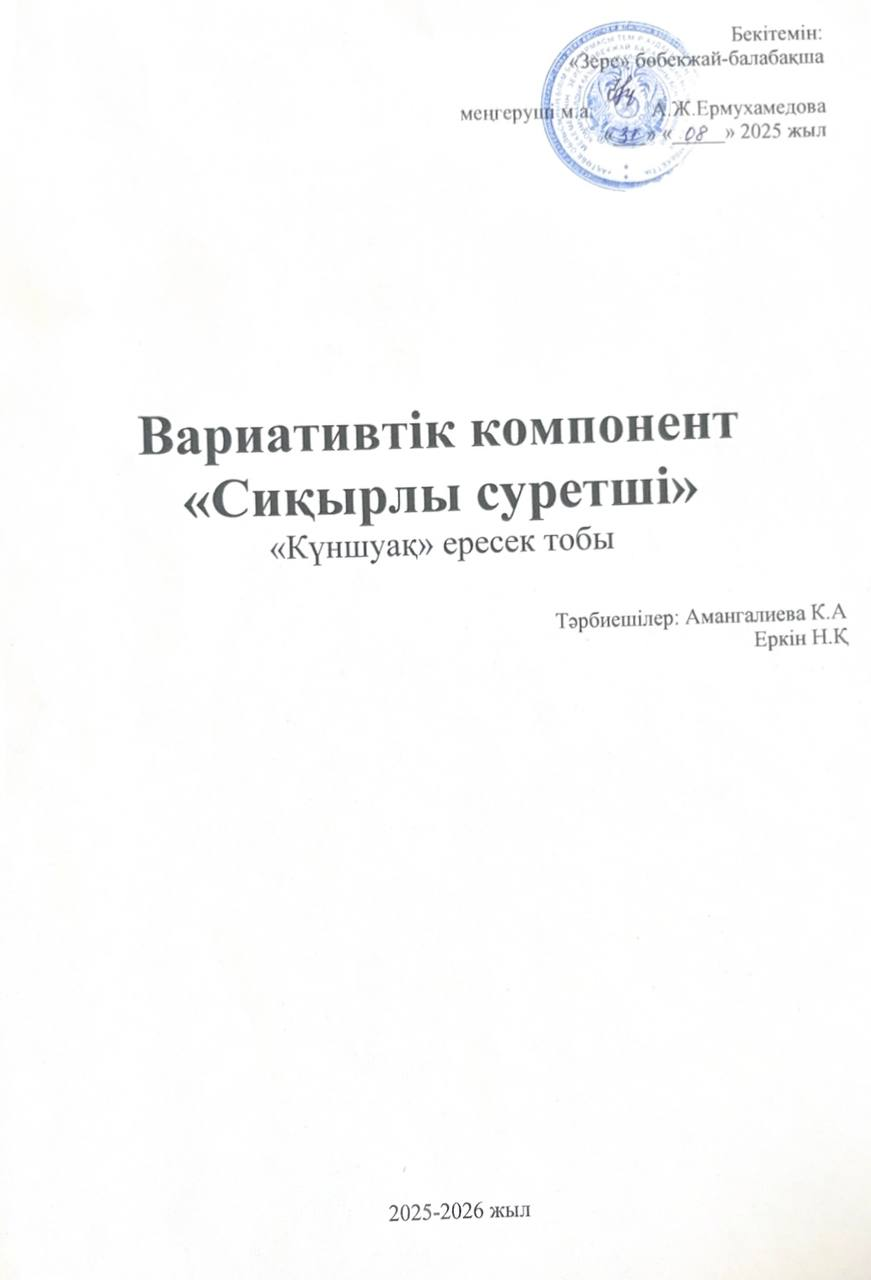 Бекітемін:
«Зере» бөбекжай-балабақша
меңгеруші м.а. А.Ж.Ермухамедова
«31» «08» 2025 жыл
Вариативтік компонент
«Сиқырлы суретші»
«Күншуақ» ересек тобы
Тәрбиешілер: Амангалиева К.А
Еркін Н.Қ
2025-2026 жыл